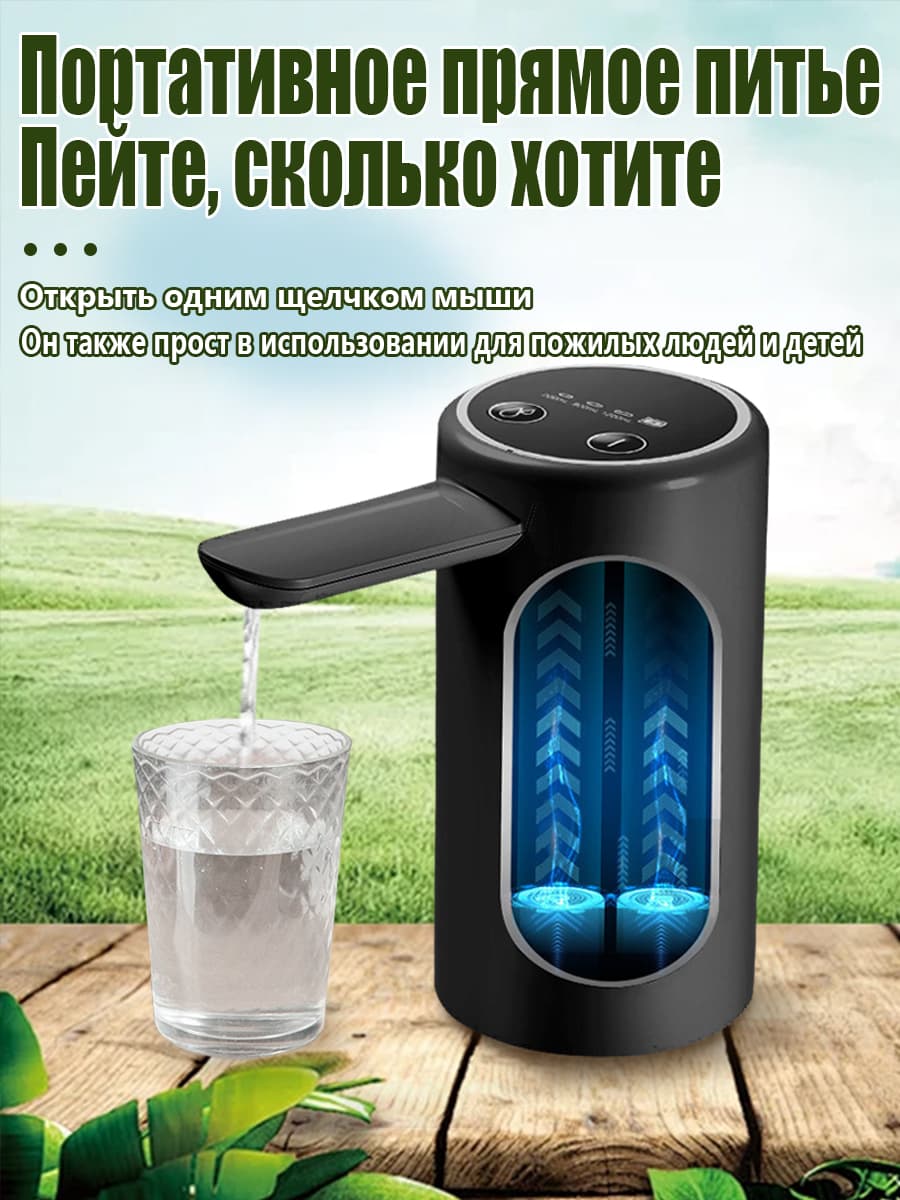 Портативное прямое питье
Пейте, сколько хотите
...
Открыть одним щелчком мыши
Он также прост в использовании для пожилых людей и детей